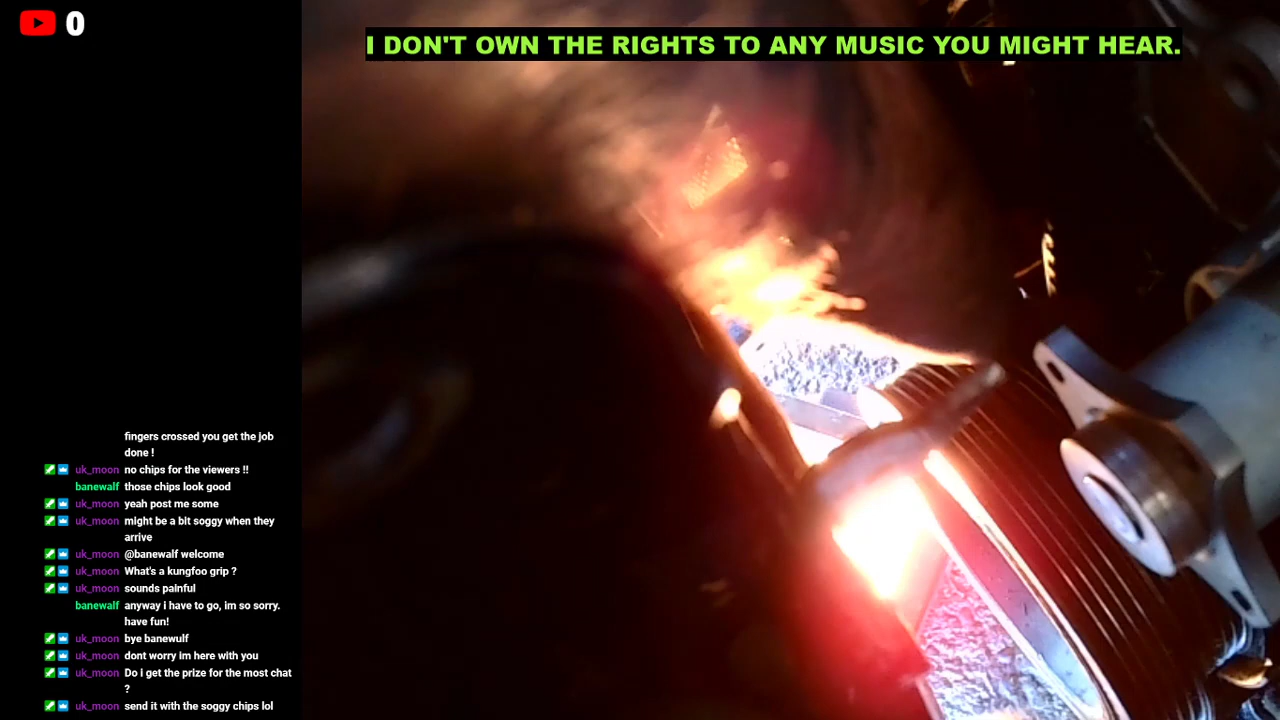 0
I DON'T OWN THE RIGHTS TO ANY MUSIC YOU MIGHT HEAR.
fingers crossed you get the job
done !
uk_moon no chips for the viewers !!
banewalf those chips look good
uk_moon yeah post me some
uk_moon might be a bit soggy when they
arrive
uk_moon @banewalf welcome
uk_moon What's a kungfoo grip ?
uk_moon sounds painful
banewalf anyway i have to go, im so sorry.
have fun!
uk_moon bye banewulf
uk_moon dont worry im here with you
uk_moon Do i get the prize for the most chat
?
uk_moon send it with the soggy chips lol